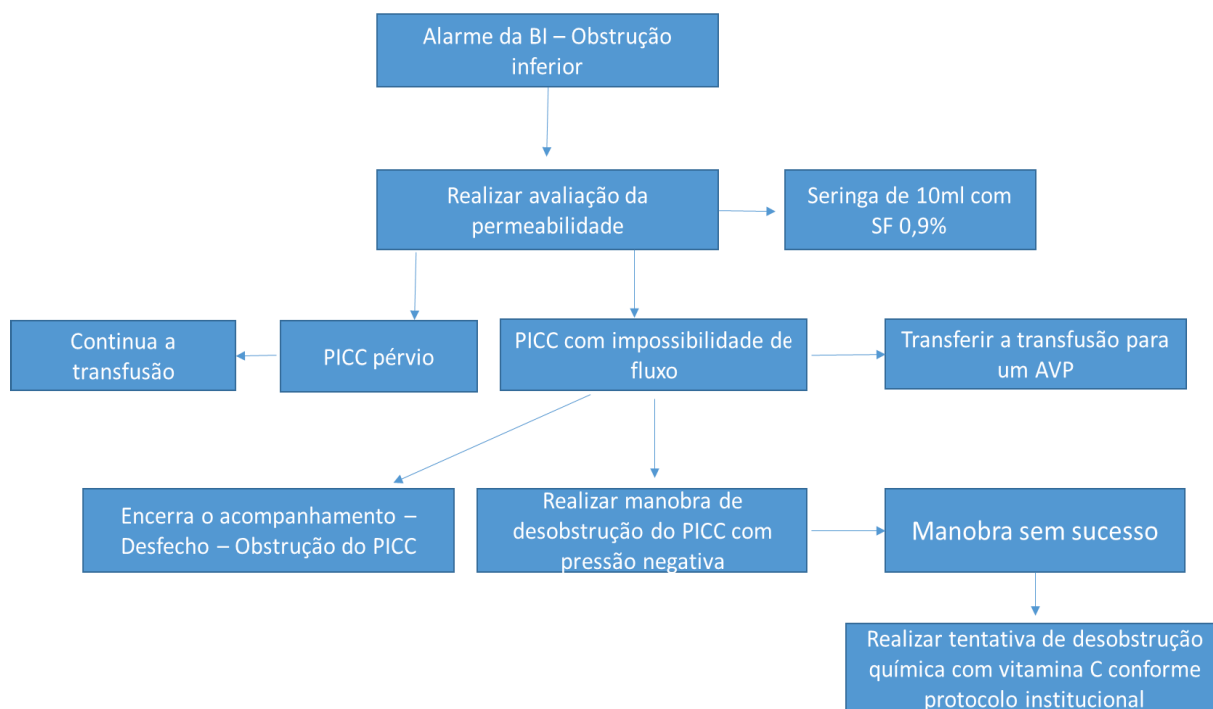 Alarme da BI – Obstrução
inferior
Realizar avaliação da
permeabilidade
Seringa de 10ml com
SF 0,9%
Continua a
transfusão
PICC pérvio
PICC com impossibilidade de
fluxo
Transferir a transfusão para
um AVP
Encerra o acompanhamento –
Desfecho – Obstrução do PICC
Realizar manobra de
desobstrução do PICC com
pressão negativa
Manobra sem sucesso
Realizar tentativa de desobstrução
química com vitamina C conforme
protocolo institucional